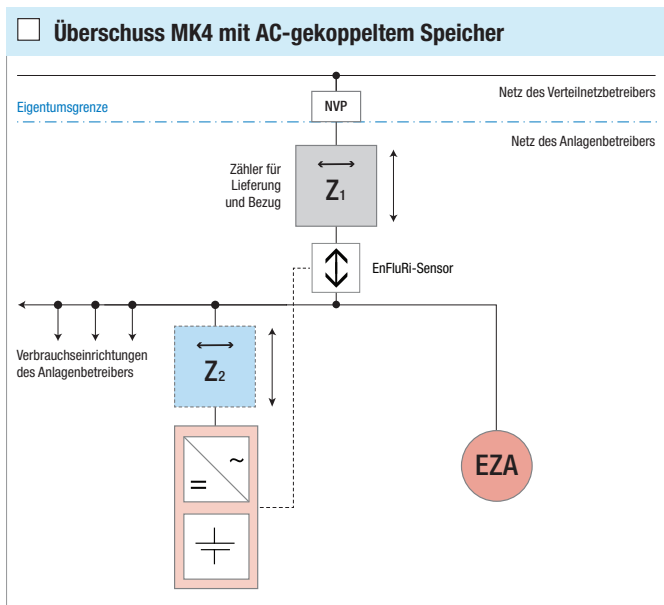 Überschuss MK4 mit AC-gekoppeltem Speicher
Netz des Verteilnetzbetreibers
NVP
Eigentumsgrenze
Netz des Anlagenbetreibers
Zähler für
Lieferung
und Bezug
Z1
EnFluRi-Sensor
Verbrauchseinrichtungen
des Anlagenbetreibers
Z2
EZA